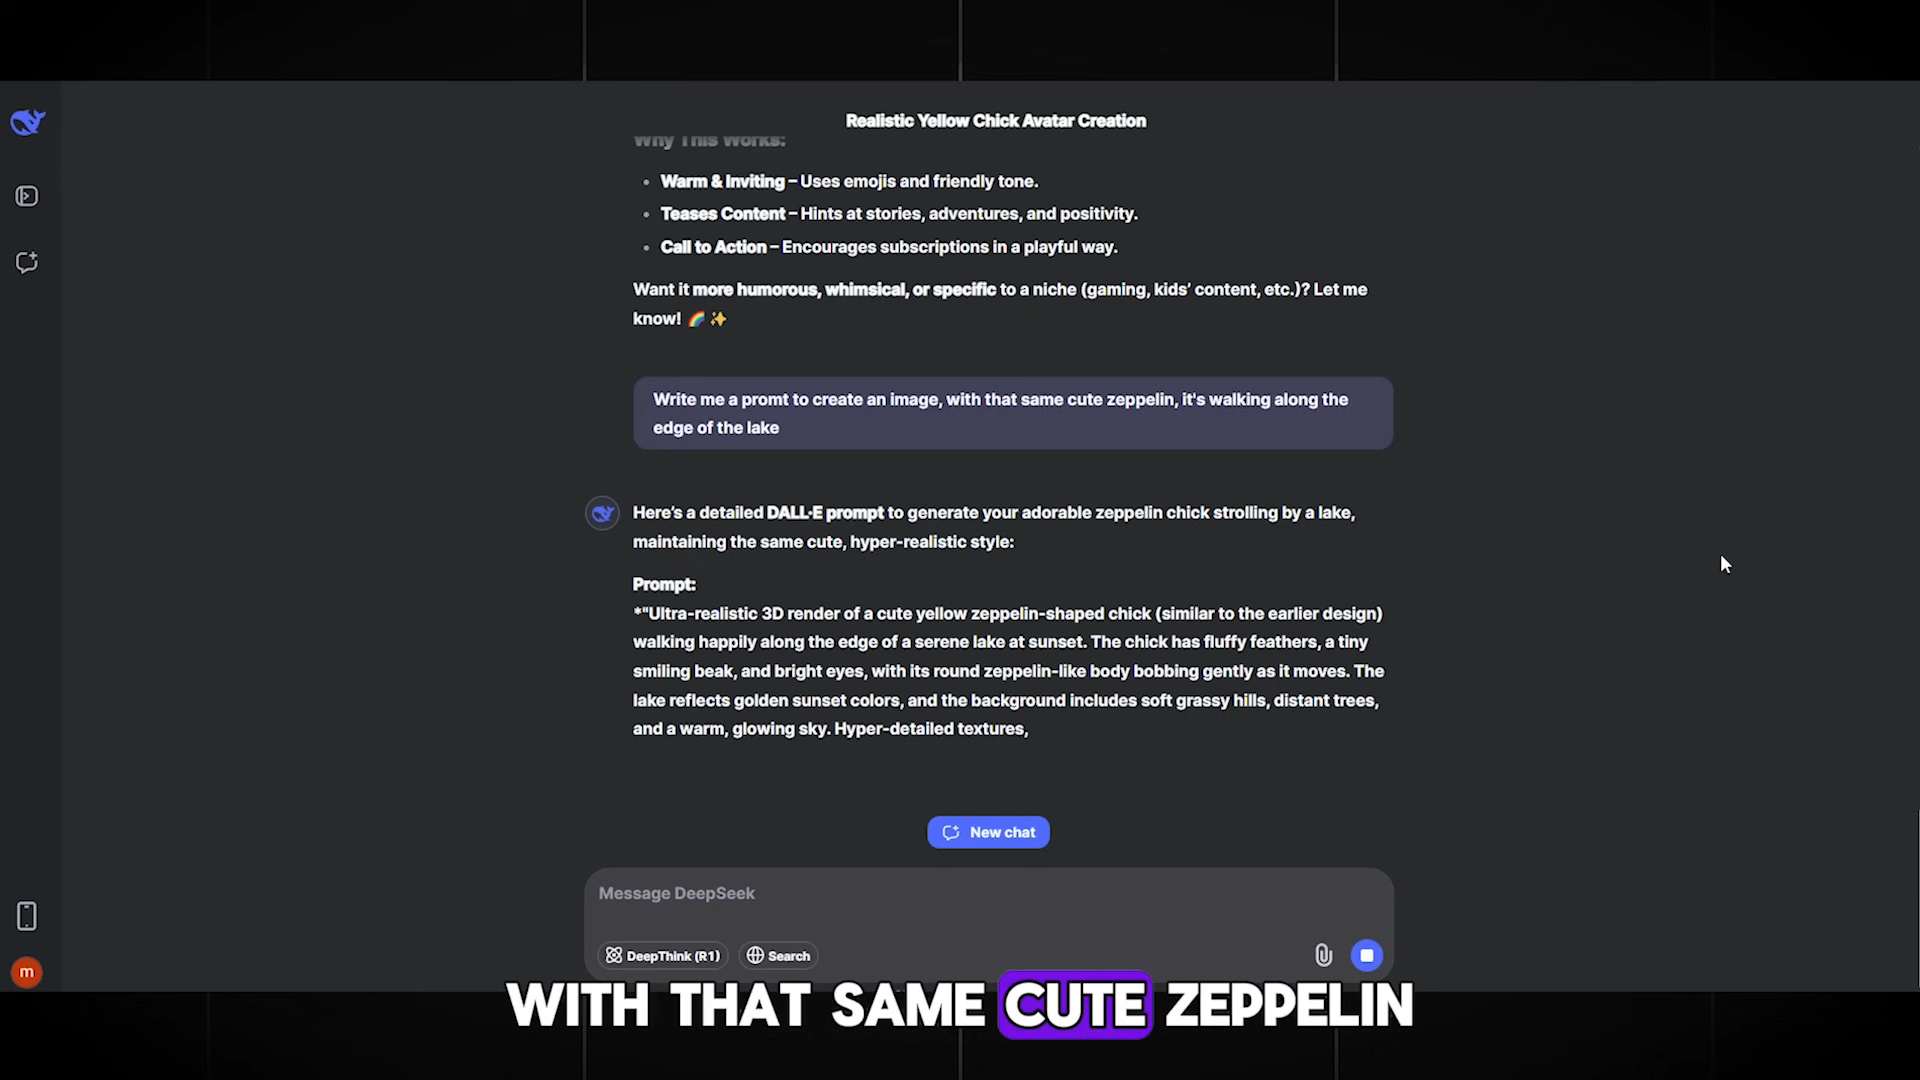 Realistic Yellow Chick Avatar Creation
Why This Works:
Warm & Inviting – Uses emojis and friendly tone.
Teases Content – Hints at stories, adventures, and positivity.
Call to Action – Encourages subscriptions in a playful way.
Want it more humorous, whimsical, or specific to a niche (gaming, kids' content, etc.)? Let me
know! 🌈✨
Write me a promt to create an image, with that same cute zeppelin, it's walking along the
edge of the lake
Here's a detailed DALL·E prompt to generate your adorable zeppelin chick strolling by a lake,
maintaining the same cute, hyper-realistic style:
Prompt:
*"Ultra-realistic 3D render of a cute yellow zeppelin-shaped chick (similar to the earlier design)
walking happily along the edge of a serene lake at sunset. The chick has fluffy feathers, a tiny
smiling beak, and bright eyes, with its round zeppelin-like body bobbing gently as it moves. The
lake reflects golden sunset colors, and the background includes soft grassy hills, distant trees,
and a warm, glowing sky. Hyper-detailed textures,
New chat
Message DeepSeek
DeepThink (R1) Search
m
WITH THAT SAME CUTE ZEPPELIN